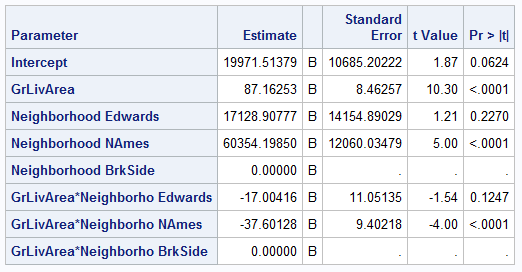 Parameter Estimate Standard Error t Value Pr > |t|
Intercept 19971.51379 B 10685.20222 1.87 0.0624
GrLivArea 87.16253 B 8.46257 10.30 <.0001
Neighborhood Edwards 17128.90777 B 14154.89029 1.21 0.2270
Neighborhood NAmes 60354.19850 B 12060.03479 5.00 <.0001
Neighborhood BrkSide 0.00000 B . . .
GrLivArea*Neighborho Edwards -17.00416 B 11.05135 -1.54 0.1247
GrLivArea*Neighborho NAmes -37.60128 B 9.40218 -4.00 <.0001
GrLivArea*Neighborho BrkSide 0.00000 B . . .